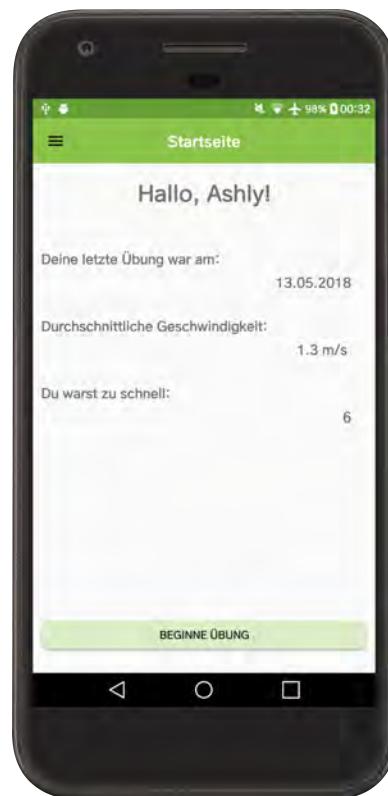 98% 00:32
Startseite
Hallo, Ashly!
Deine letzte Übung war am:
13.05.2018
Durchschnittliche Geschwindigkeit:
1.3 m/s
Du warst zu schnell:
6
BEGINNE ÜBUNG